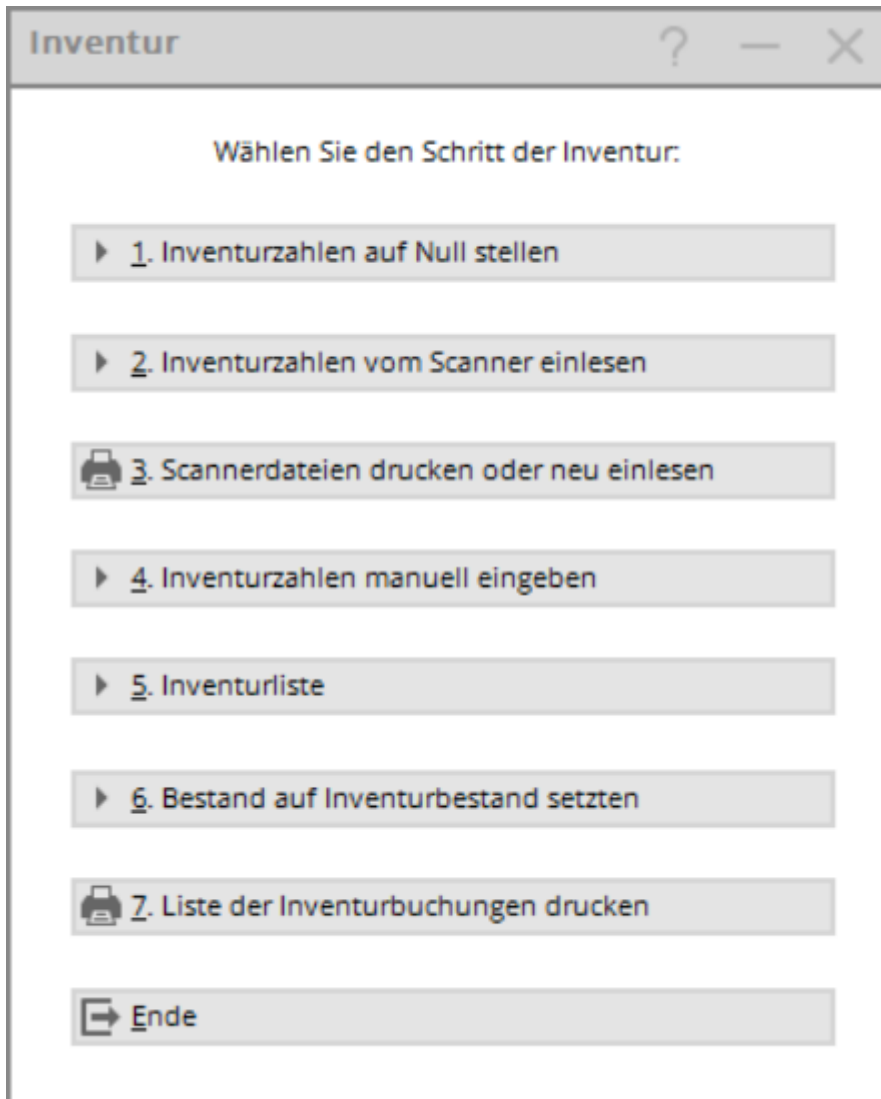 Inventur
Wählen Sie den Schritt der Inventur:
1. Inventurzahlen auf Null stellen
2. Inventurzahlen vom Scanner einlesen
3. Scannerdateien drucken oder neu einlesen
4. Inventurzahlen manuell eingeben
5. Inventurliste
6. Bestand auf Inventurbestand setzten
7. Liste der Inventurbuchungen drucken
Ende